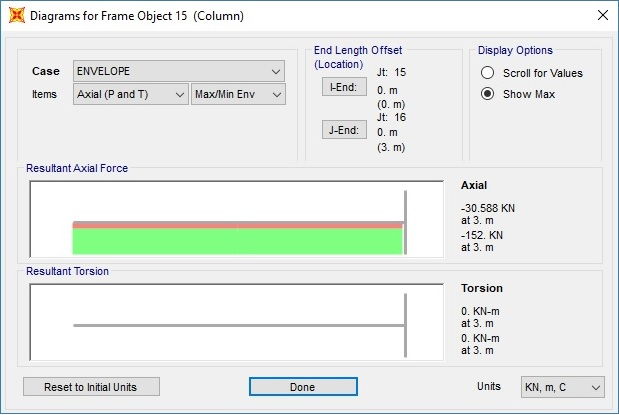 Diagrams for Frame Object 15 (Column)
Case
ENVELOPE
Items
Axial (P and T)
Max/Min Env
End Length Offset
(Location)
I-End:
Jt: 15
0. m
(0. m)
J-End:
Jt: 16
0. m
(3. m)
Display Options
Scroll for Values
Show Max
Resultant Axial Force
Axial
-30.588 KN
at 3. m
-152. KN
at 3. m
Resultant Torsion
Torsion
0. KN-m
at 3. m
0. KN-m
at 3. m
Reset to Initial Units
Done
Units
KN, m, C